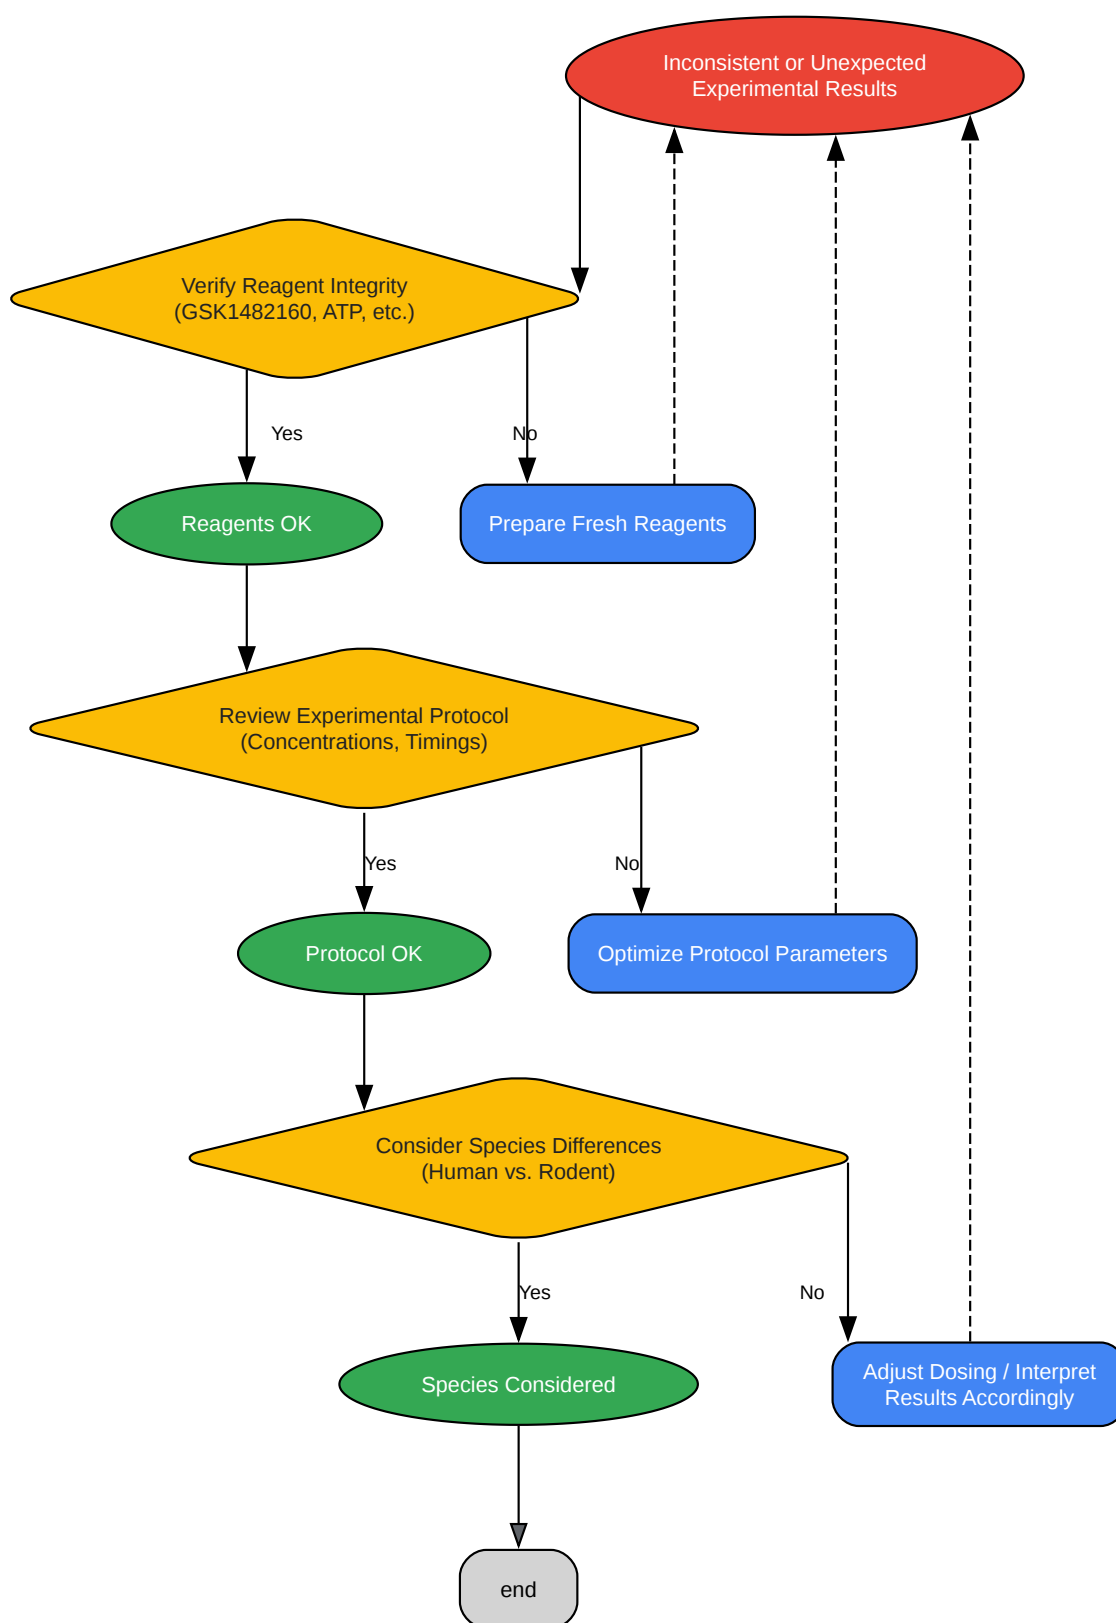 Inconsistent or Unexpected
Experimental Results
Verify Reagent Integrity
(GSK1482160, ATP, etc.)
Yes
No
Reagents OK
Prepare Fresh Reagents
Review Experimental Protocol
(Concentrations, Timings)
Yes
No
Protocol OK
Optimize Protocol Parameters
Consider Species Differences
(Human vs. Rodent)
Yes
No
Species Considered
Adjust Dosing / Interpret
Results Accordingly
end